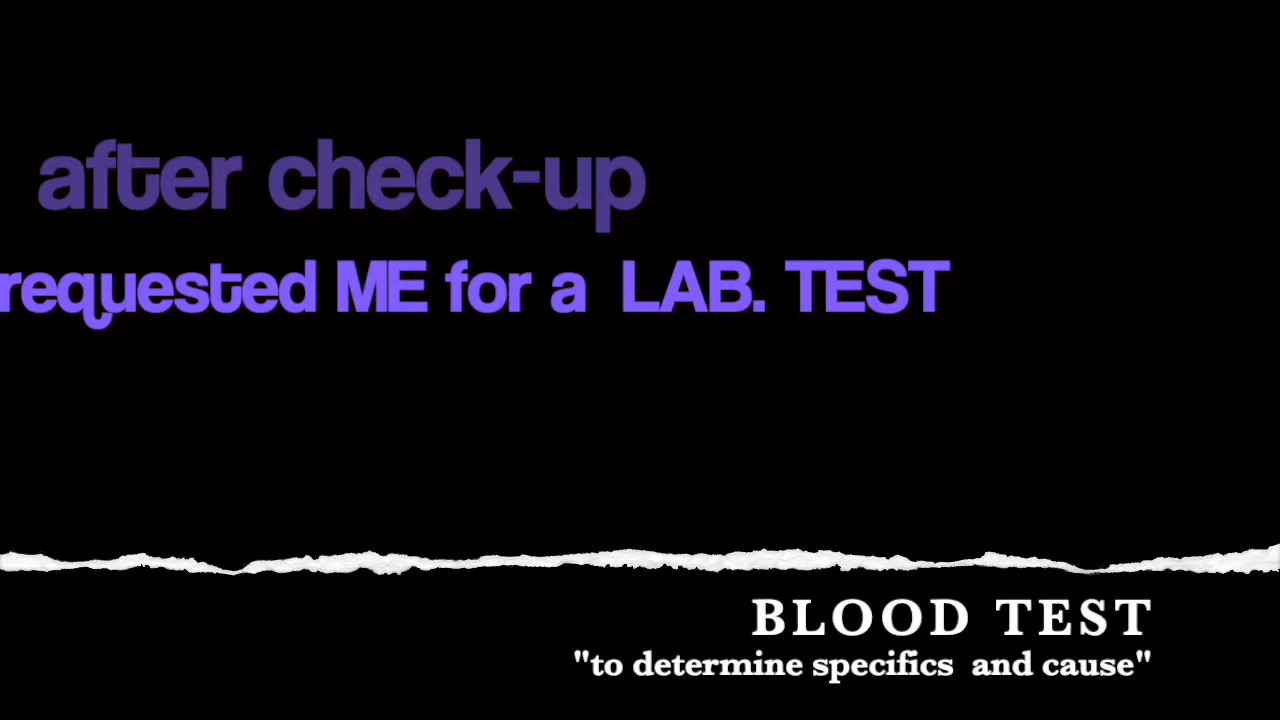 after check-up
requested ME for a LAB. TEST
BLOOD TEST
"to determine specifics and cause"